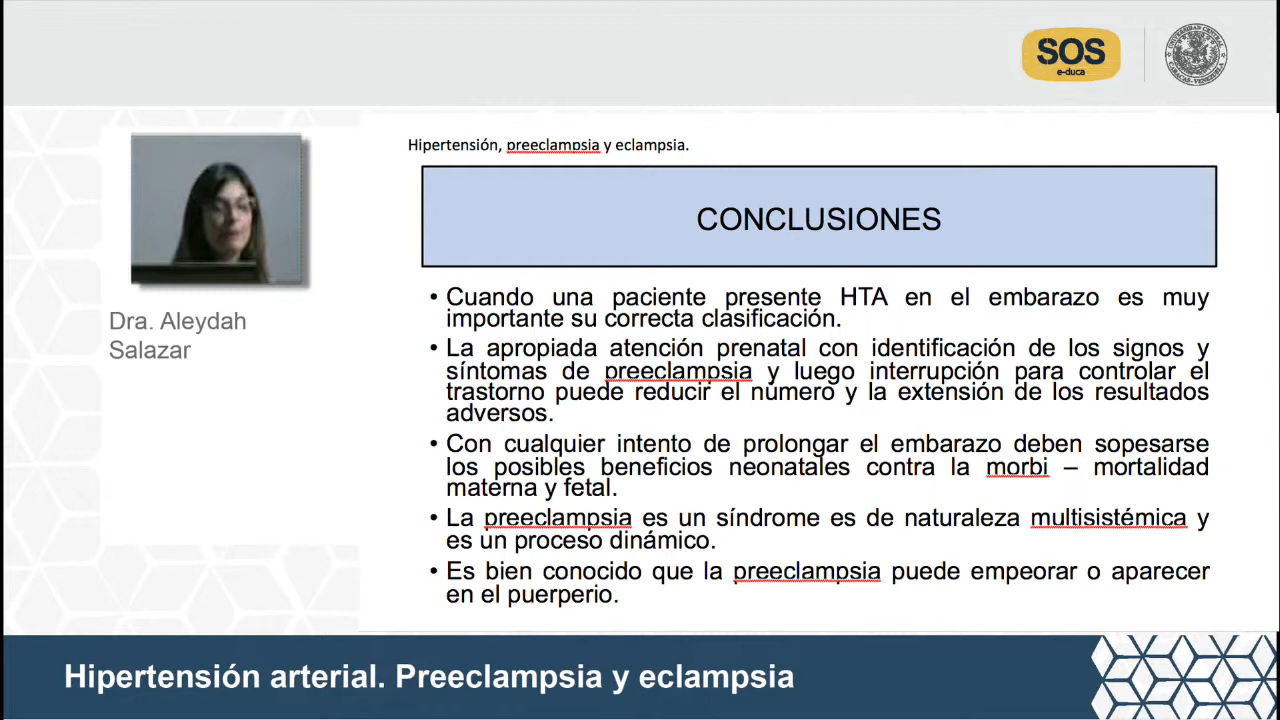 SOS
e-duca
Hipertensión, preeclampsia y eclampsia.
CONCLUSIONES
Dra. Aleydah
Salazar
• Cuando una paciente presente HTA en el embarazo es muy
importante su correcta clasificación.
• La apropiada atención prenatal con identificación de los signos y
síntomas de preeclampsia y luego interrupción para controlar el
trastorno puede reducir el número y la extensión de los resultados
adversos.
• Con cualquier intento de prolongar el embarazo deben sopesarse
los posibles beneficios neonatales contra la morbi – mortalidad
materna y fetal.
• La preeclampsia es un síndrome es de naturaleza multisistémica y
es un proceso dinámico.
• Es bien conocido que la preeclampsia puede empeorar o aparecer
en el puerperio.
Hipertensión arterial. Preeclampsia y eclampsia